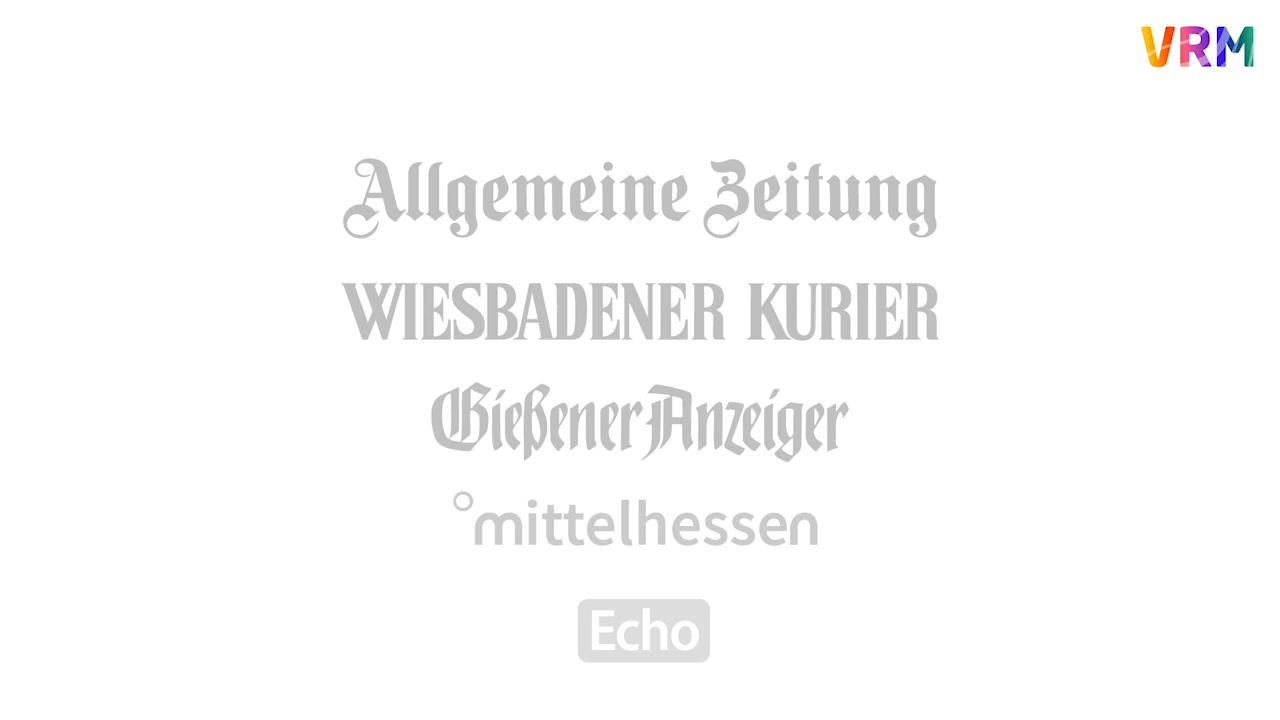 VRM
Allgemeine Zeitung
WIESBADENER KURIER
Gießener Anzeiger
mittelhessen
Echo